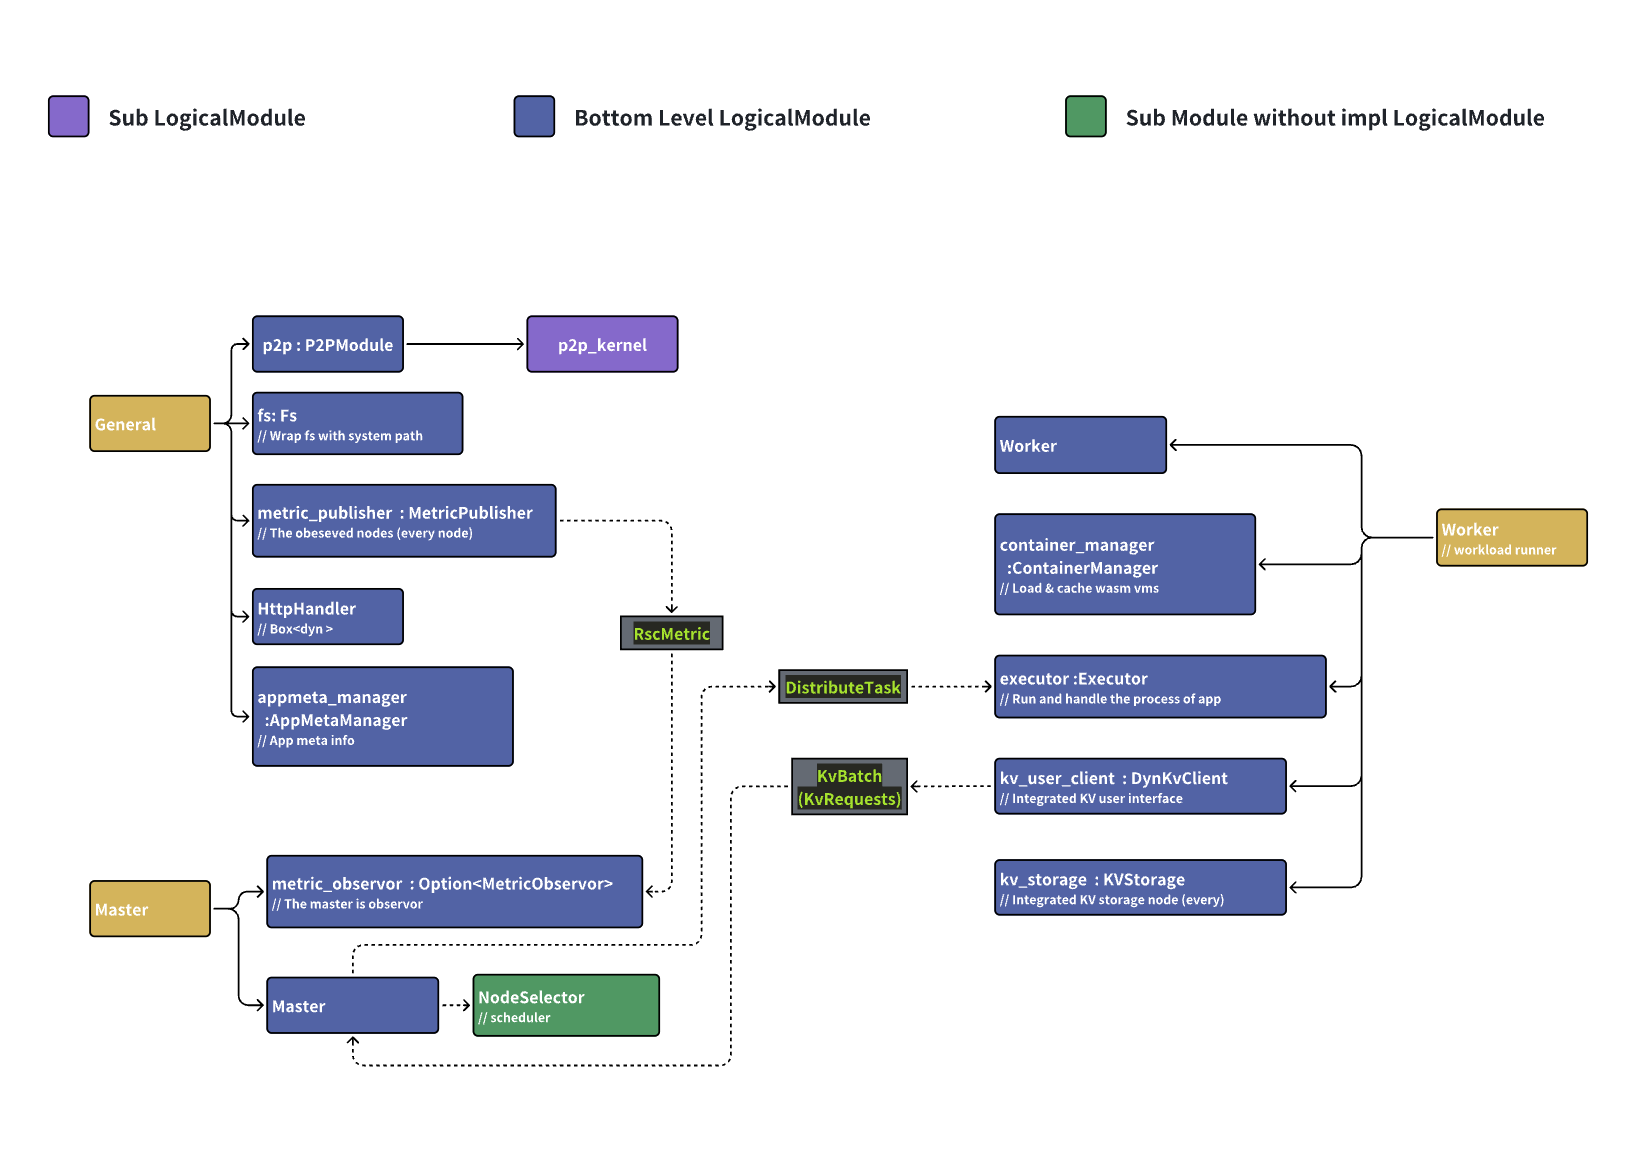 Sub LogicalModule
Bottom Level LogicalModule
Sub Module without impl LogicalModule
p2p : P2PModule
p2p_kernel
General
fs: Fs
// Wrap fs with system path
metric_publisher : MetricPublisher
// The obeseved nodes (every node)
HttpHandler
// Box<dyn >
appmeta_manager
:AppMetaManager
// App meta info
RscMetric
DistributeTask
KvBatch
(KvRequests)
Worker
container_manager
:ContainerManager
// Load & cache wasm vms
executor :Executor
// Run and handle the process of app
kv_user_client : DynKvClient
// Integrated KV user interface
kv_storage : KVStorage
// Integrated KV storage node (every)
Worker
// workload runner
Master
metric_observor : Option<MetricObservor>
// The master is observor
Master
NodeSelector
// scheduler